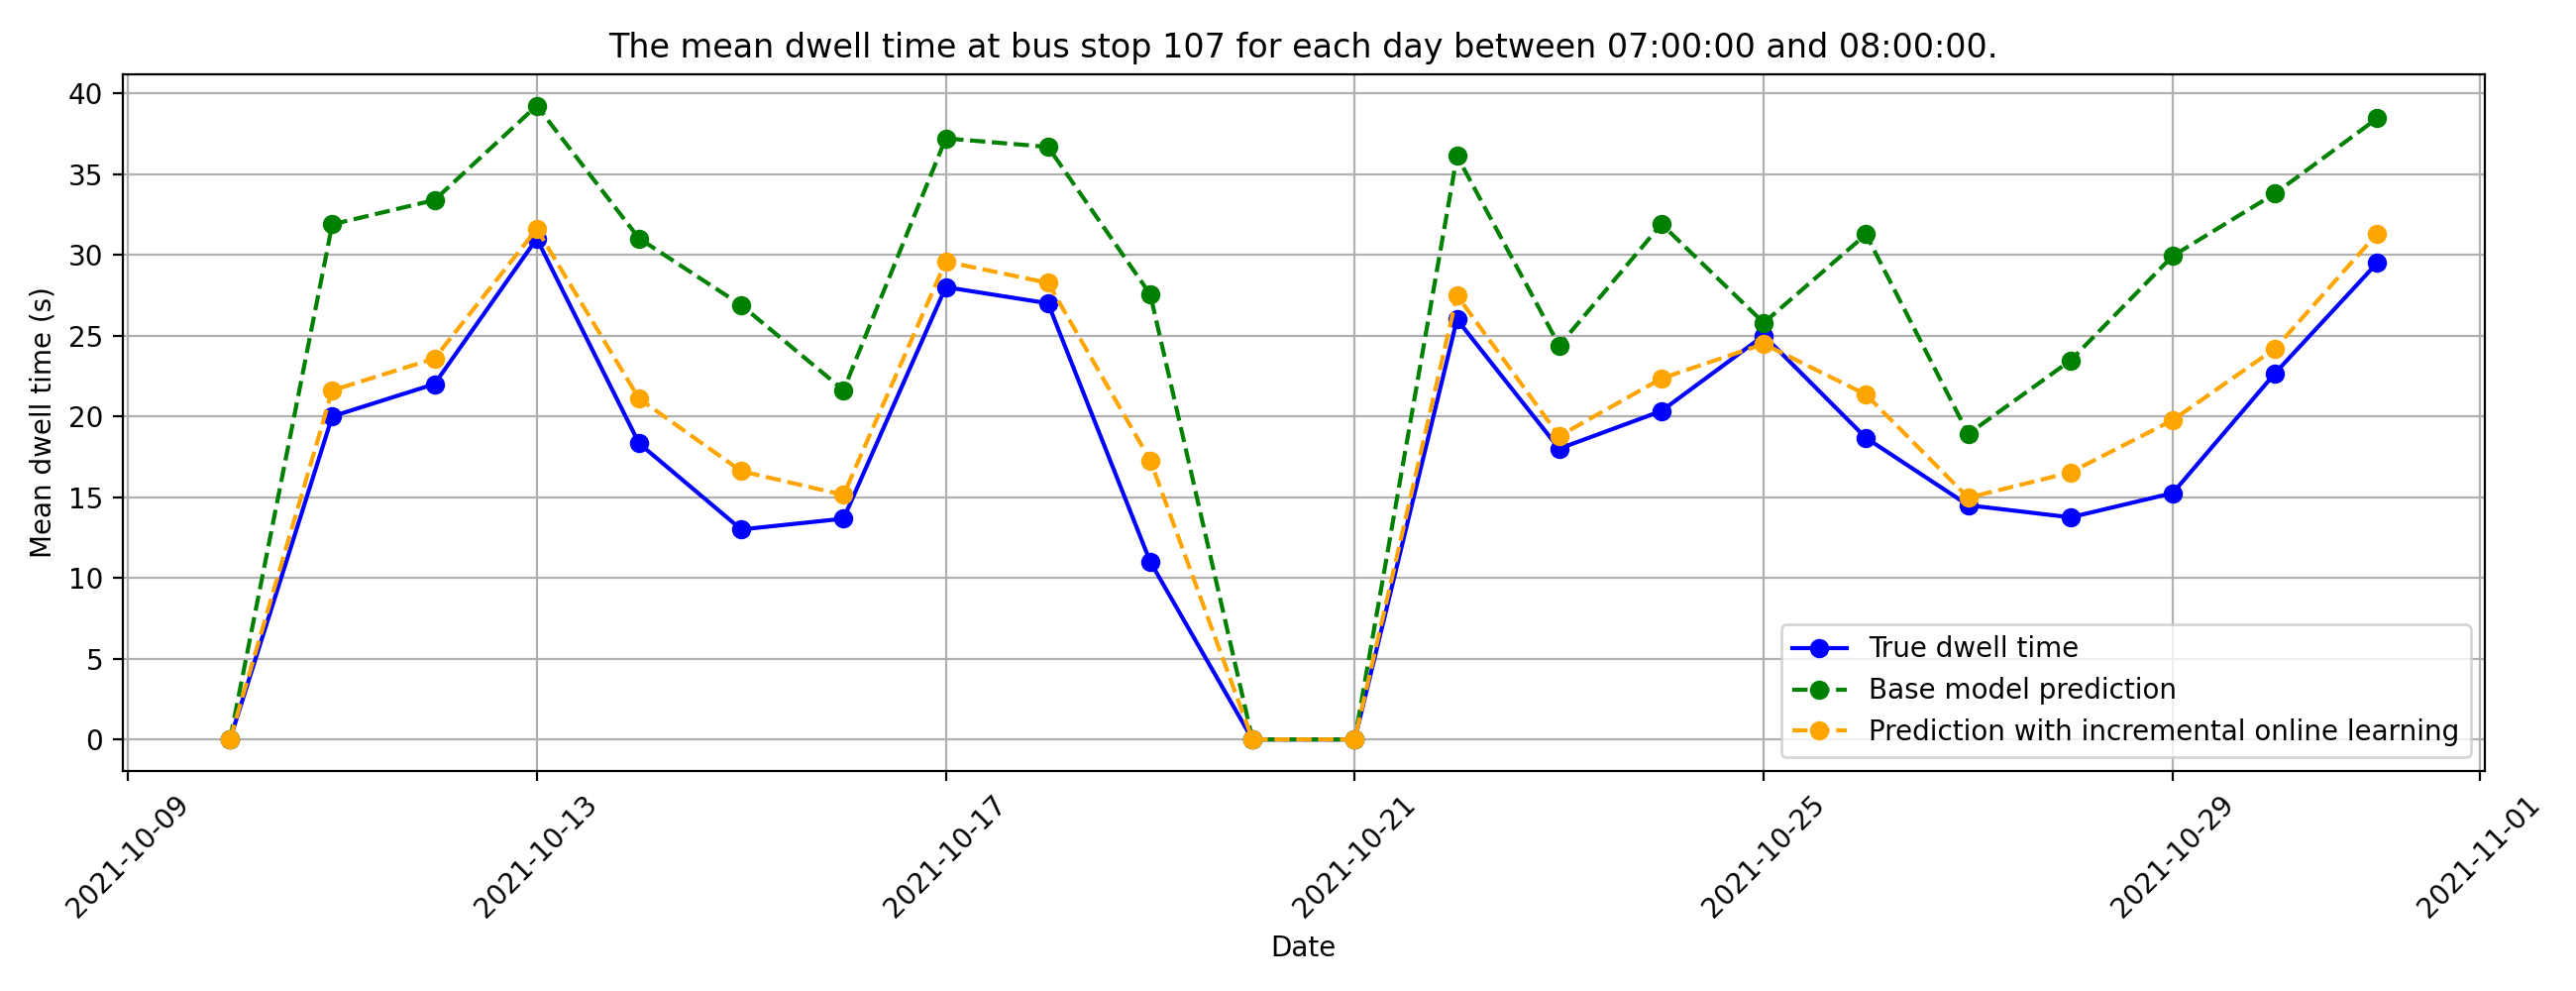 The mean dwell time at bus stop 107 for each day between 07:00:00 and 08:00:00.
Mean dwell time (s)
40
35
30
25
20
15
10
5
0
True dwell time
Base model prediction
Prediction with incremental online learning
2021-10-09
2021-10-13
2021-10-17
2021-10-21
2021-10-25
2021-10-29
2021-11-01
Date